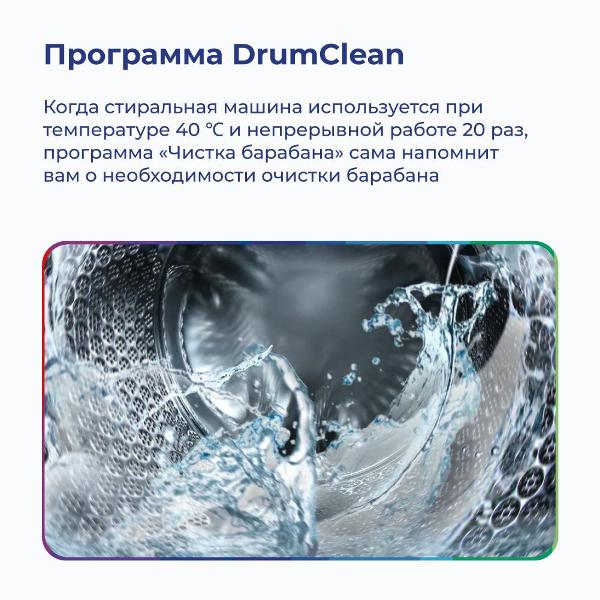 Программа DrumClean
Когда стиральная машина используется при
температуре 40 ℃ и непрерывной работе 20 раз,
программа «Чистка барабана» сама напомнит
вам о необходимости очистки барабана